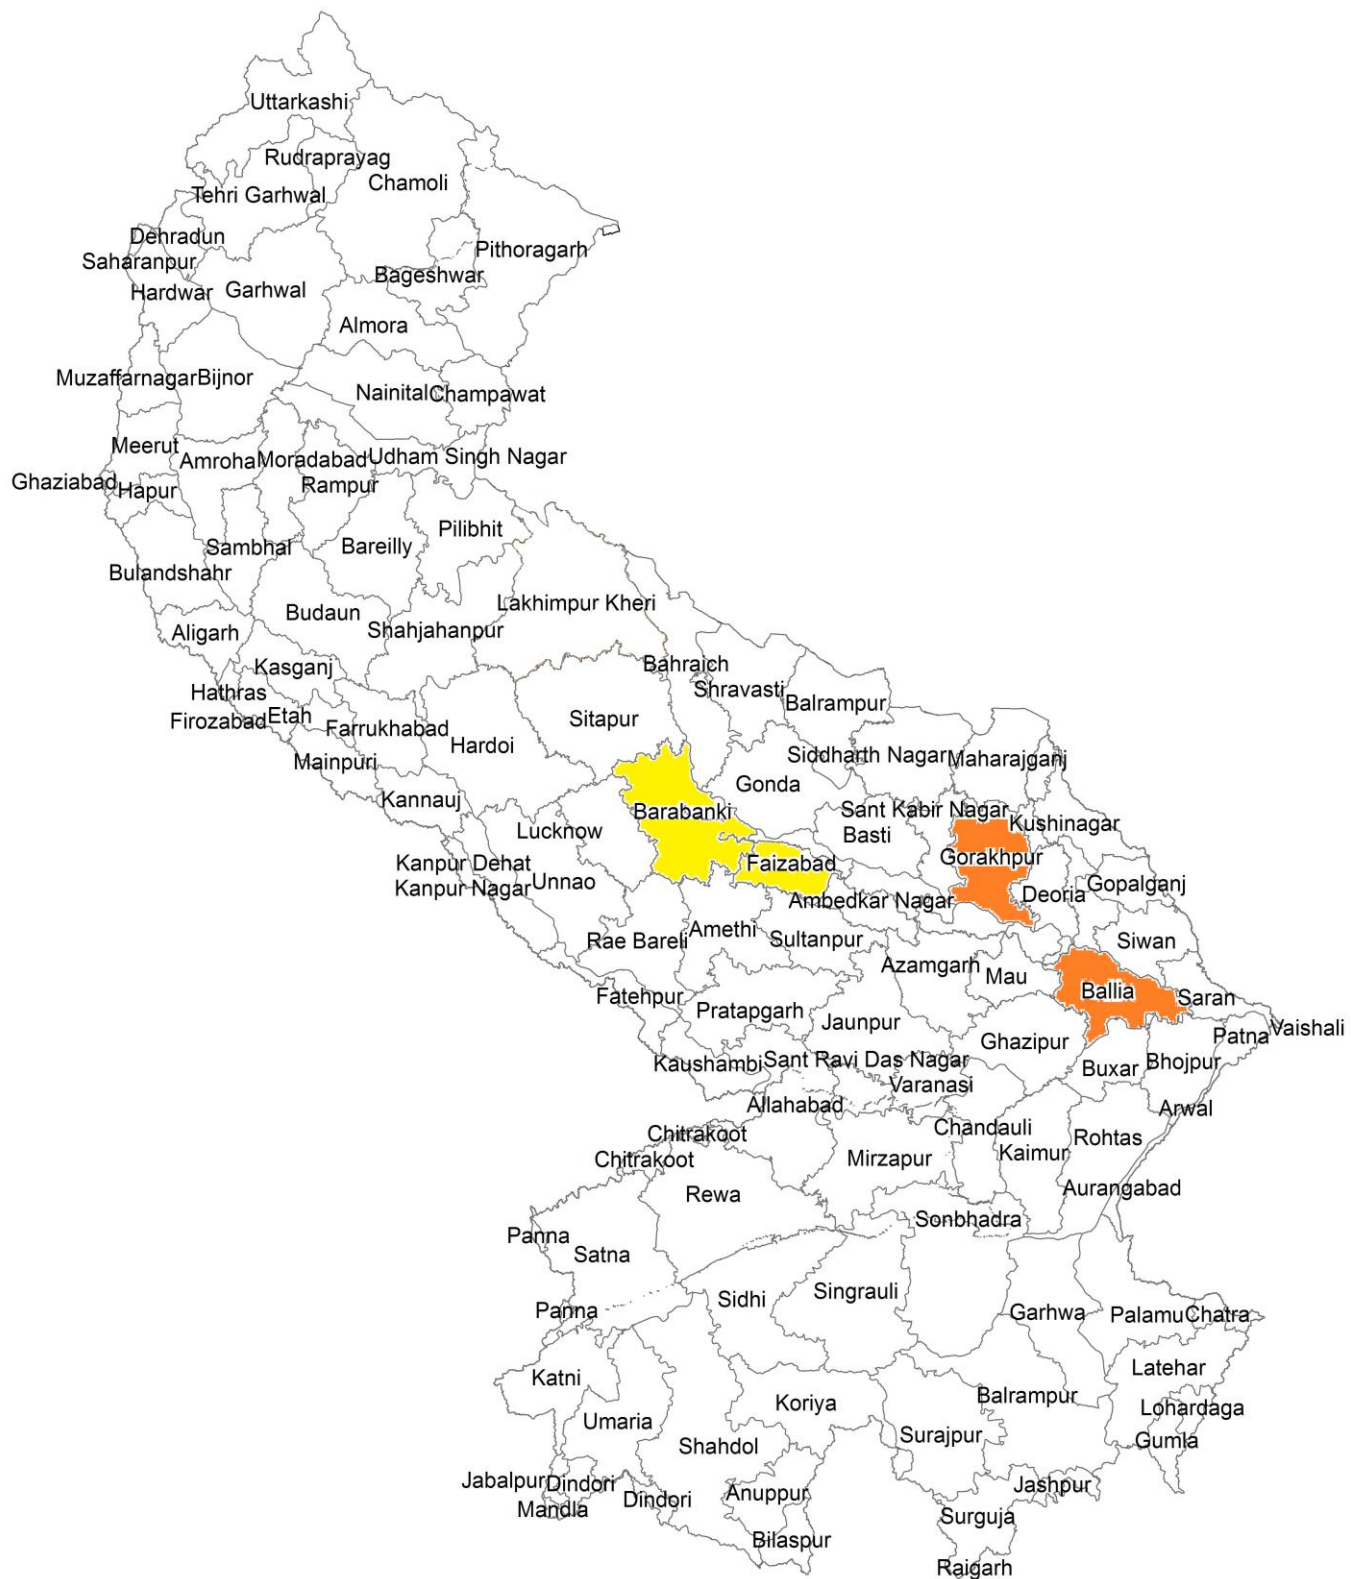 Uttarkashi
Rudraprayag
Chamoli
Tehri Garhwal
Dehradun
Pithoragarh
Saharanpur
Bageshwar
Hardwar
Garhwal
Almora
Muzaffarnagar
Bijnor
Nainital
Champawat
Meerut
Amroha
Moradabad
Udham Singh Nagar
Ghaziabad
Hapur
Rampur
Pilibhit
Sambhal
Bareilly
Bulandshahr
Lakhimpur Kheri
Budaun
Aligarh
Shahjahanpur
Kasganj
Bahraich
Hathras
Shravasti
Balrampur
Firozabad
Etah
Farrukhabad
Sitapur
Hardoi
Mainpuri
Siddharth Nagar
Maharajganj
Gonda
Kannauj
Barabanki
Sant Kabir Nagar
Kushinagar
Lucknow
Basti
Kanpur Dehat
Faizabad
Gorakhpur
Gopalganj
Kanpur Nagar
Unnao
Ambedkar Nagar
Deoria
Rae Bareli
Amethi
Sultanpur
Siwan
Azamgarh
Mau
Fatehpur
Ballia
Saran
Pratapgarh
Jaunpur
Ghazipur
Patna
Vaishali
Kaushambi
Sant Ravi Das Nagar
Buxar
Bhojpur
Varanasi
Allahabad
Arwal
Chitrakoot
Chandauli
Rohtas
Chitrakoot
Mirzapur
Kaimur
Rewa
Aurangabad
Panna
Satna
Sonbhadra
Sidhi
Singrauli
Panna
Garhwa
Palamu
Chatra
Katni
Latehar
Umaria
Koriya
Balrampur
Lohardaga
Shahdol
Surajpur
Gumla
Jabalpur
Dindori
Dindori
Anuppur
Jashpur
Mandla
Surguja
Bilaspur
Raigarh